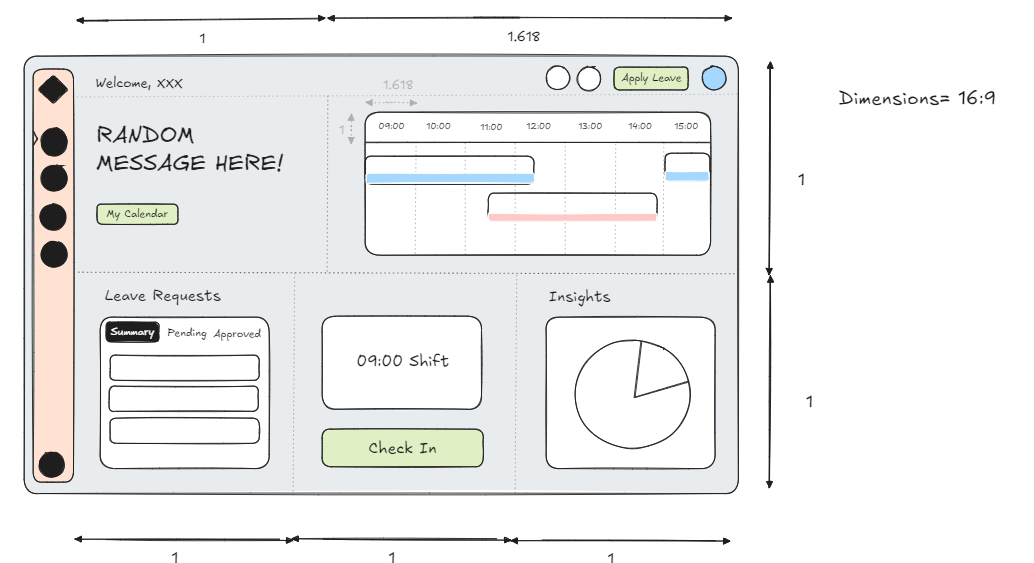 1
1.618
Welcome, XXX
Apply Leave
Dimensions= 16:9
1.618
1
RANDOM
MESSAGE HERE!
My Calendar
09:00 10:00 11:00 12:00 13:00 14:00 15:00
1
Leave Requests
Summary Pending Approved
09:00 Shift
Check In
Insights
1
1
1
1